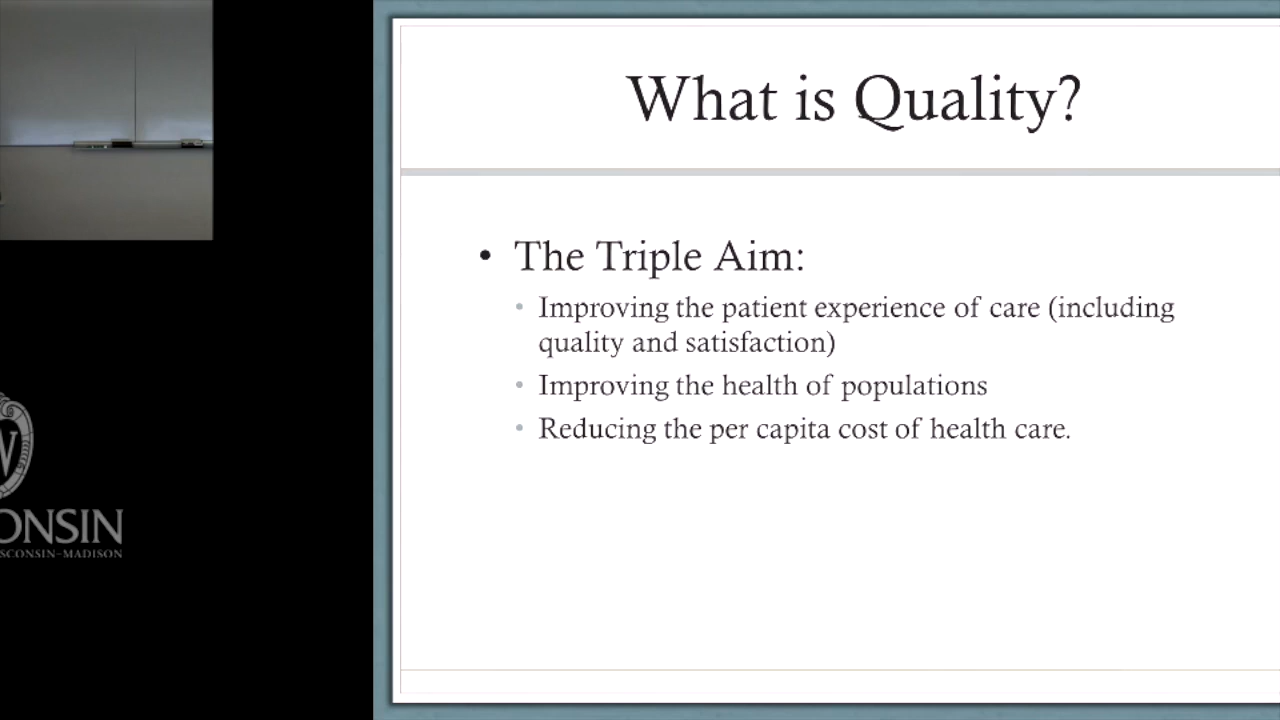 What is Quality?
• The Triple Aim:
• Improving the patient experience of care (including
quality and satisfaction)
• Improving the health of populations
• Reducing the per capita cost of health care.
W
ONSIN
SCONSIN-MADISON